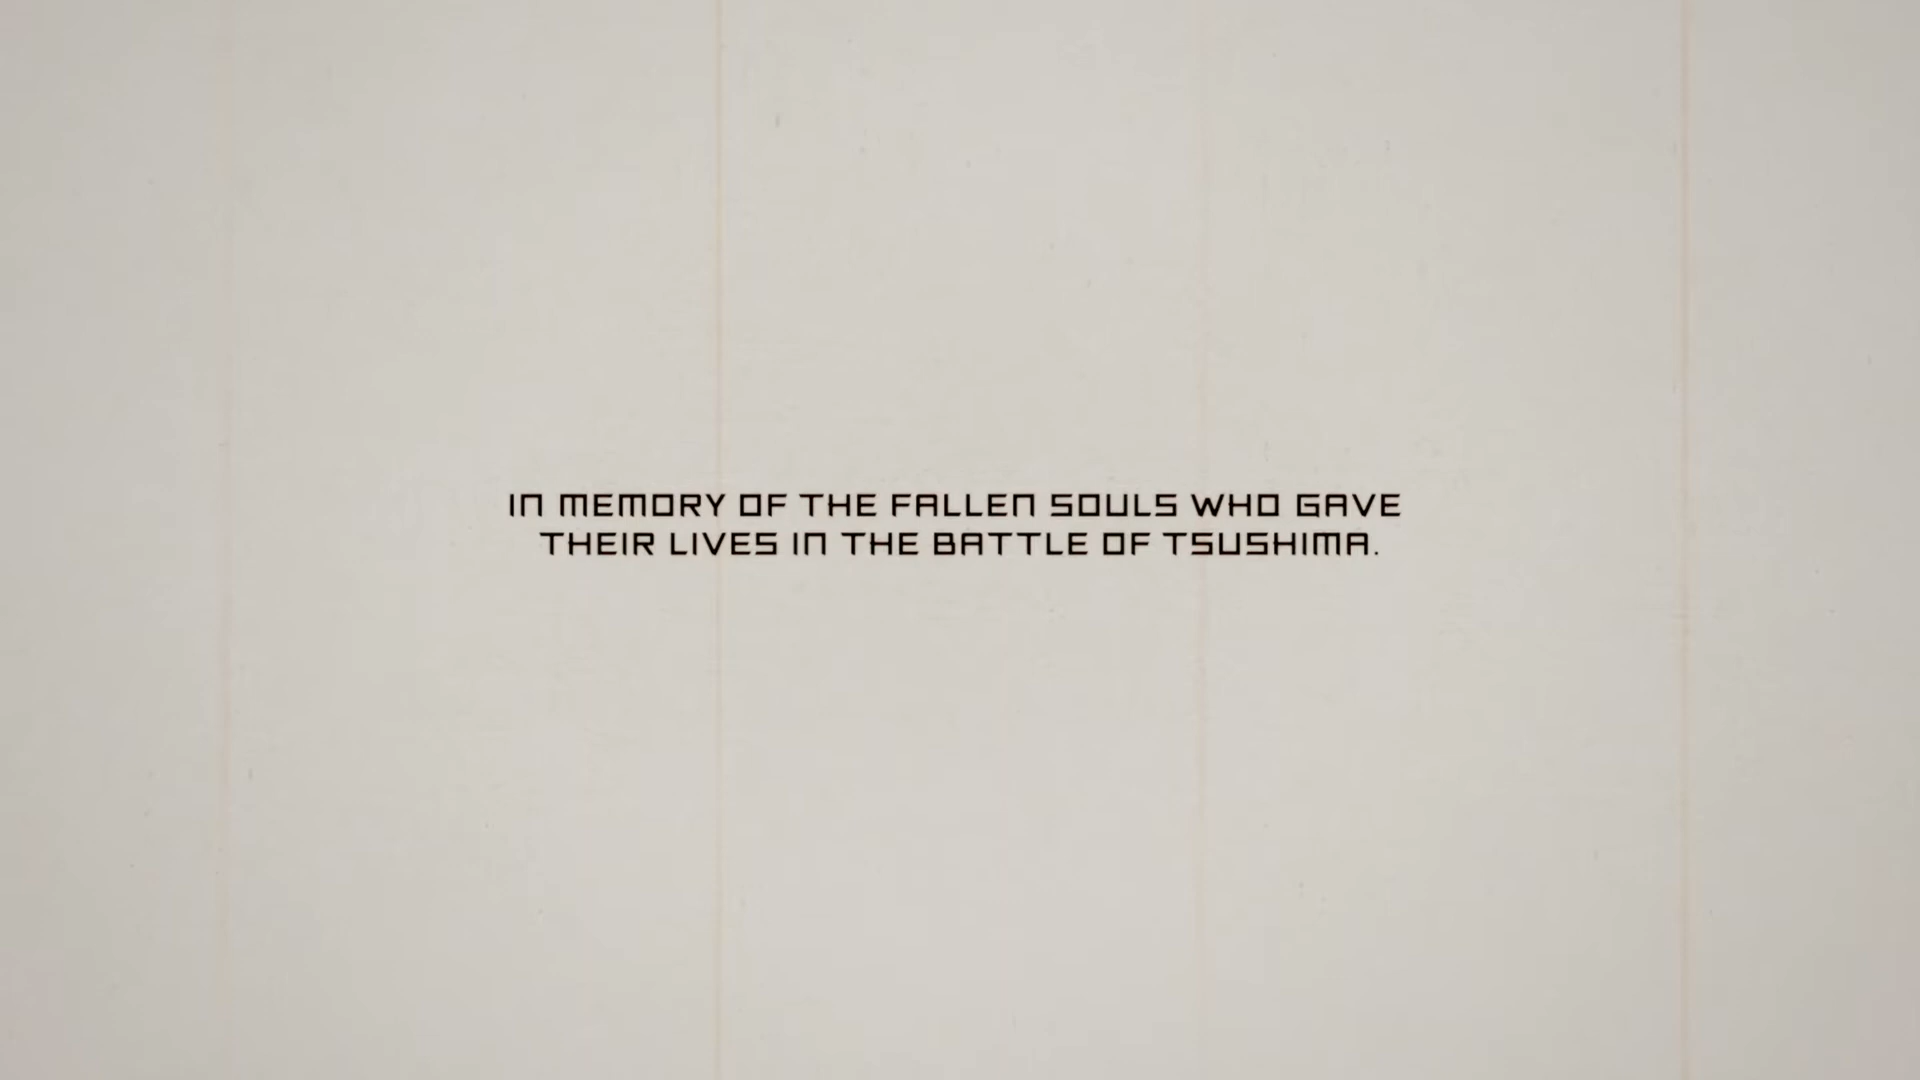 IN MEMORY OF THE FALLEN SOULS WHO GAVE
THEIR LIVES IN THE BATTLE OF TSUSHIMA.